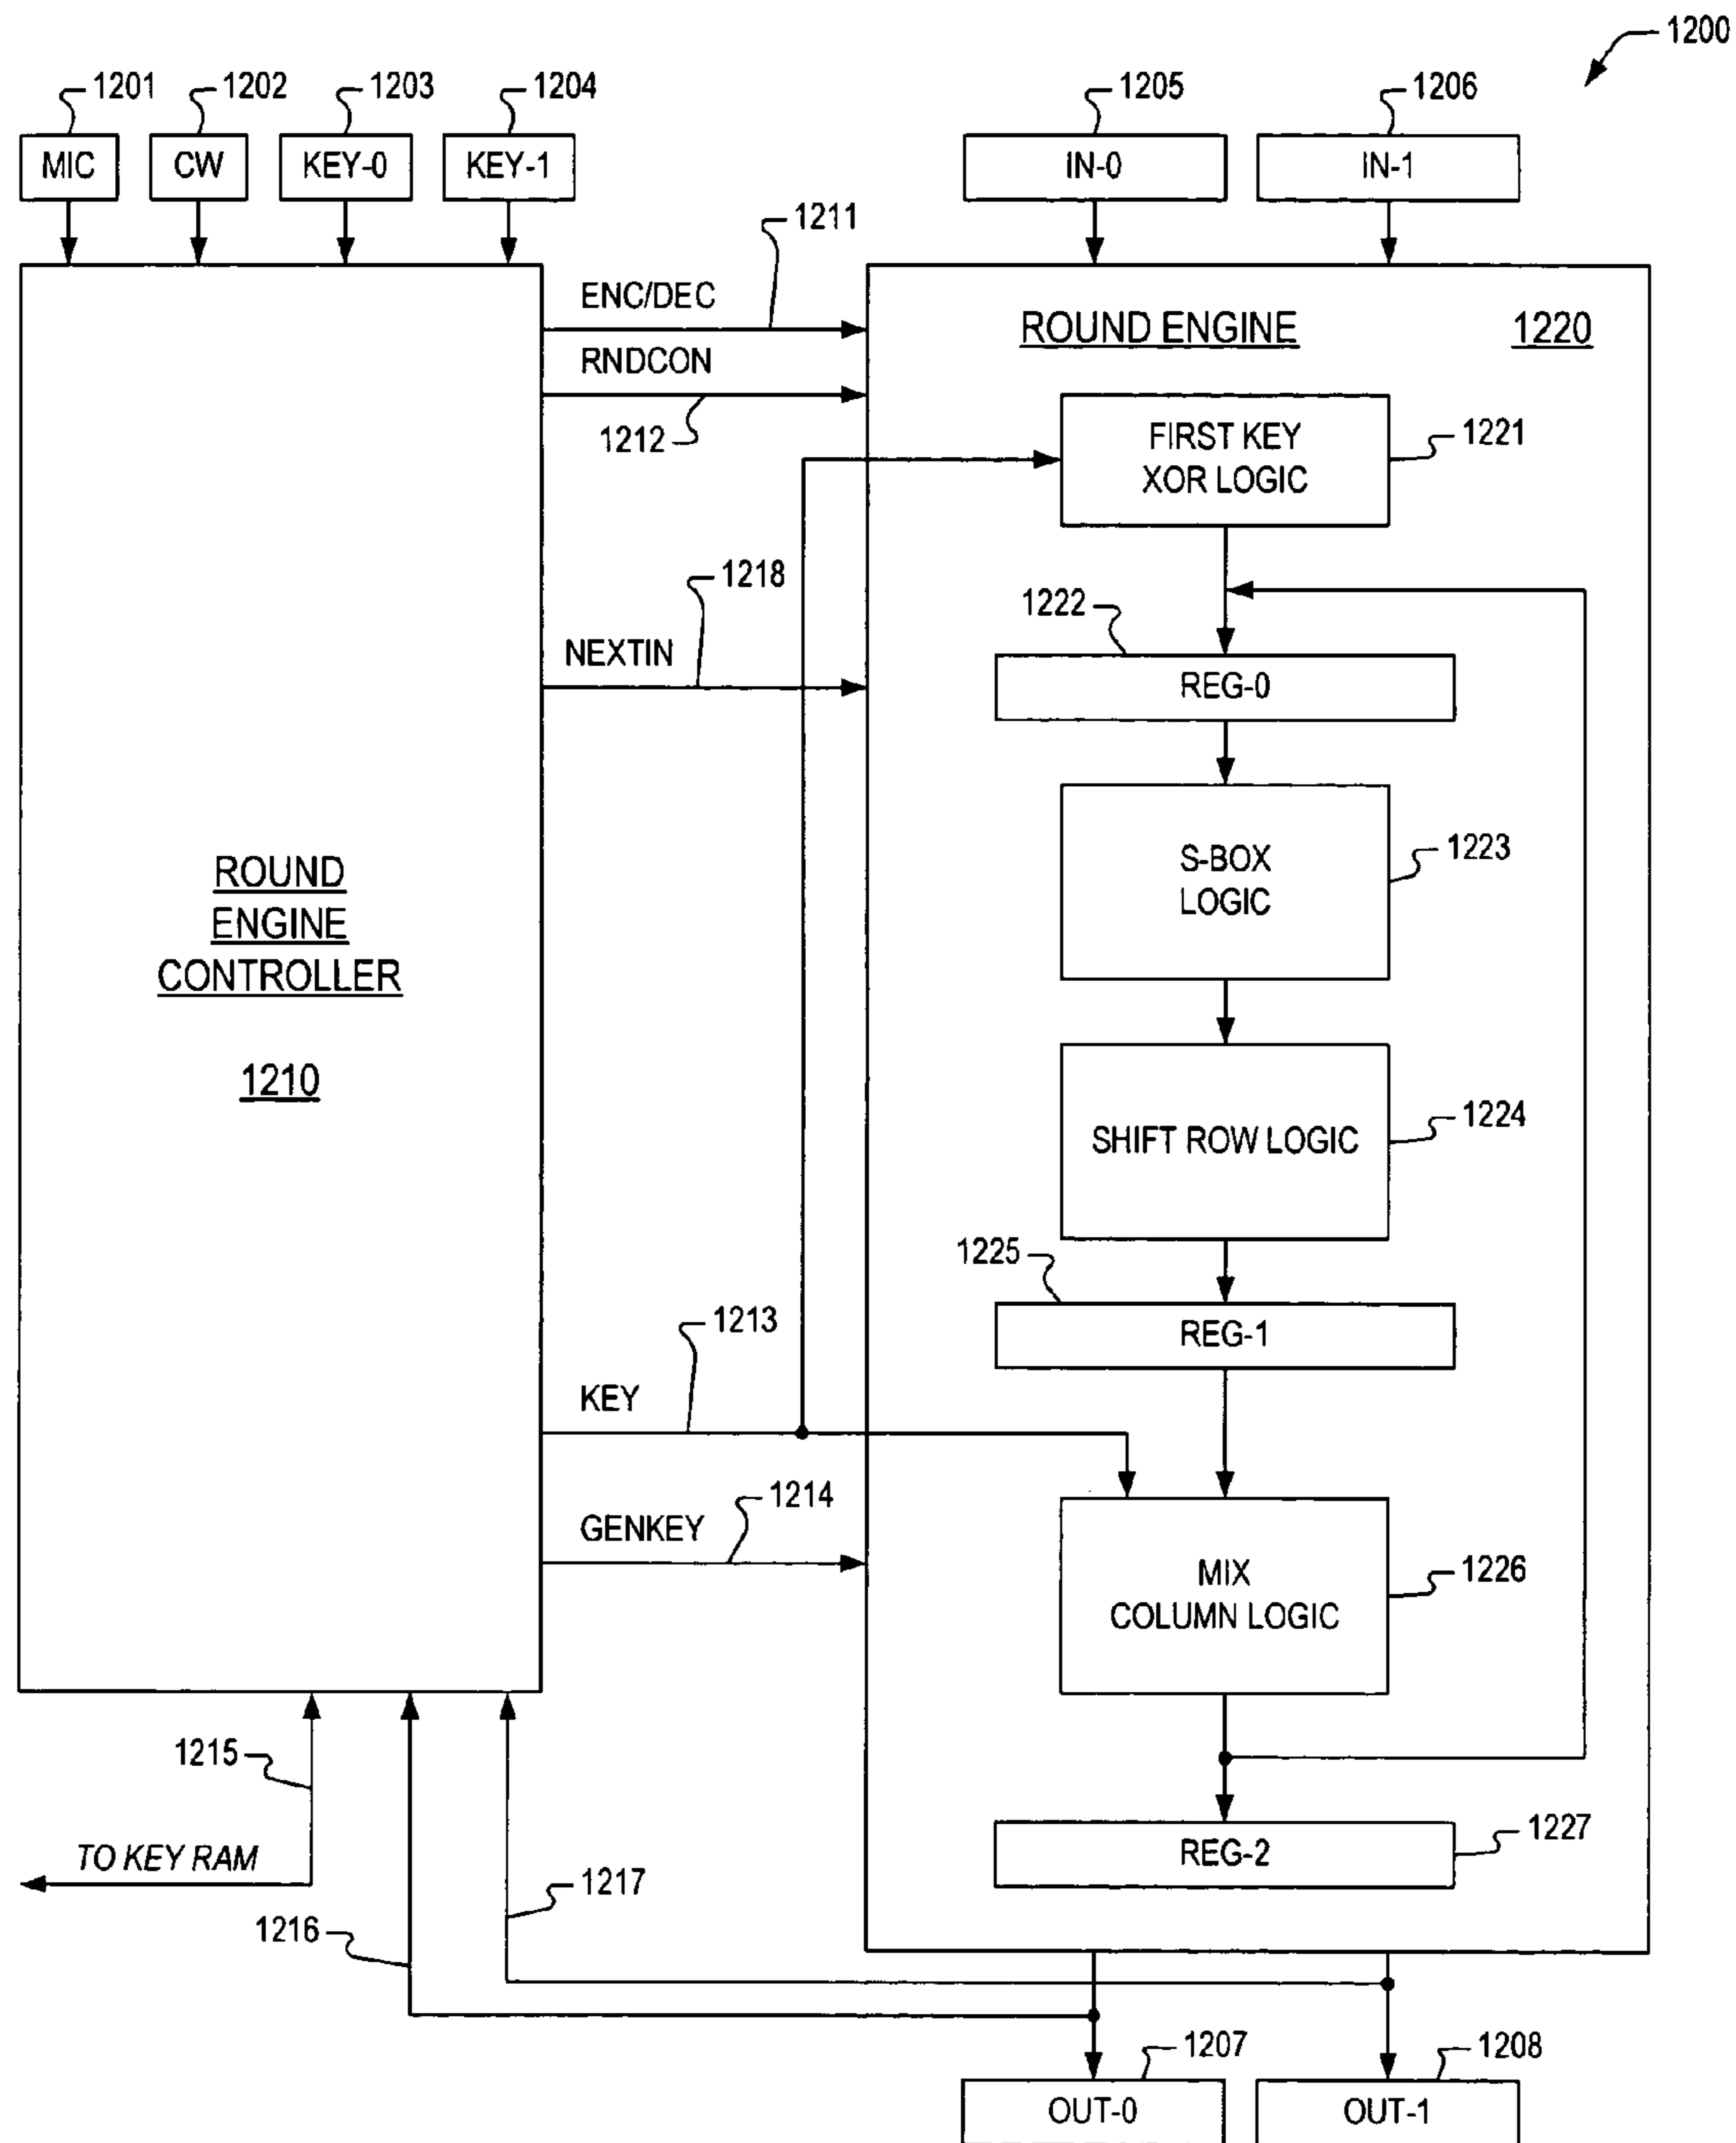 1200
1201
1202
1203
1204
1205
1206
MIC
CW
KEY-0
KEY-1
IN-0
IN-1
1211
ENC/DEC
ROUND ENGINE
1220
RNDCON
1212
FIRST KEY
XOR LOGIC
1221
1218
1222
NEXTIN
REG-0
ROUND
ENGINE
CONTROLLER
1210
S-BOX
LOGIC
1223
SHIFT ROW LOGIC
1224
1225
REG-1
1213
KEY
1214
GENKEY
MIX
COLUMN LOGIC
1226
1215
TO KEY RAM
REG-2
1227
1217
1216
1207
1208
OUT-0
OUT-1